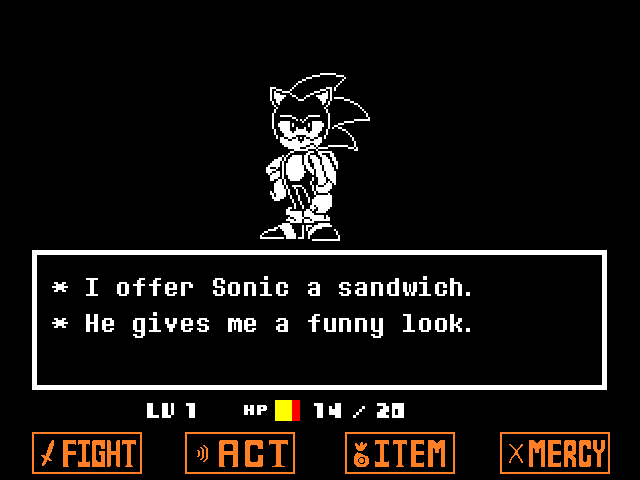 * I offer Sonic a sandwich.
* He gives me a funny look.
LV 1 HP 14 / 20
FIGHT ACT ITEM MERCY